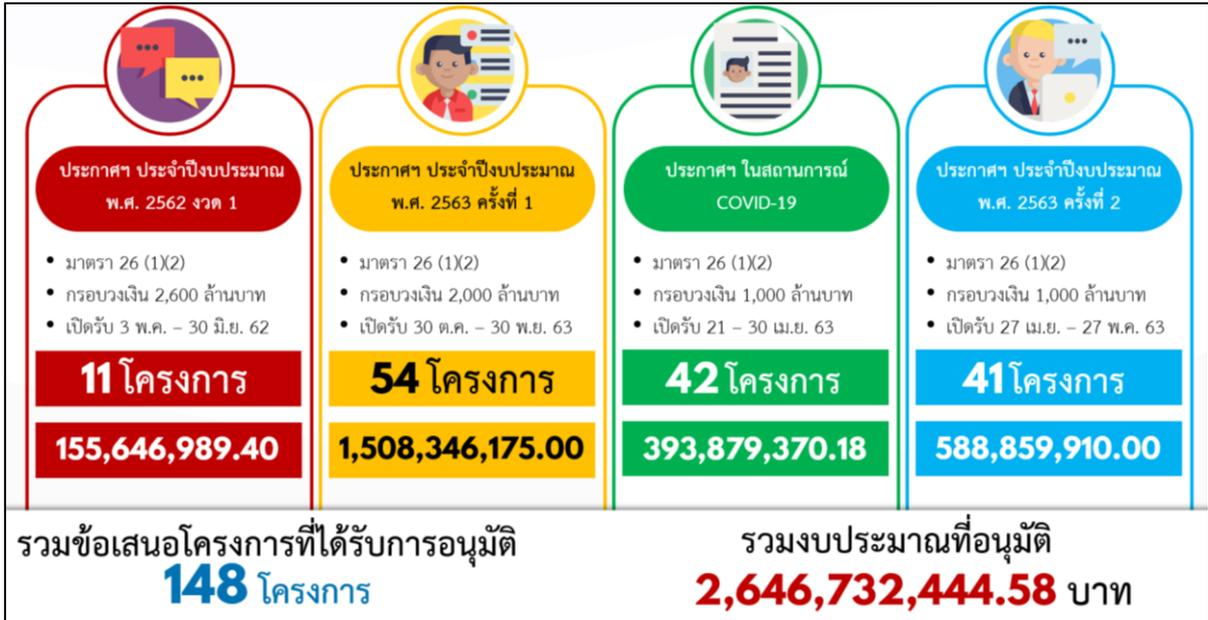 ประกาศฯ ประจำปีงบประมาณ
พ.ศ. 2562 งวด 1
• มาตรา 26 (1)(2)
• กรอบวงเงิน 2,600 ล้านบาท
• เปิดรับ 3 พ.ค. – 30 มิ.ย. 62
11 โครงการ
155,646,989.40
ประกาศฯ ประจำปีงบประมาณ
พ.ศ. 2563 ครั้งที่ 1
• มาตรา 26 (1)(2)
• กรอบวงเงิน 2,000 ล้านบาท
• เปิดรับ 30 ต.ค. – 30 พ.ย. 63
54 โครงการ
1,508,346,175.00
ประกาศฯ ในสถานการณ์
COVID-19
• มาตรา 26 (1)(2)
• กรอบวงเงิน 1,000 ล้านบาท
• เปิดรับ 21 – 30 เม.ย. 63
42 โครงการ
393,879,370.18
ประกาศฯ ประจำปีงบประมาณ
พ.ศ. 2563 ครั้งที่ 2
• มาตรา 26 (1)(2)
• กรอบวงเงิน 1,000 ล้านบาท
• เปิดรับ 27 เม.ย. – 27 พ.ค. 63
41 โครงการ
588,859,910.00
รวมข้อเสนอโครงการที่ได้รับการอนุมัติ
148 โครงการ
รวมงบประมาณที่อนุมัติ
2,646,732,444.58 บาท